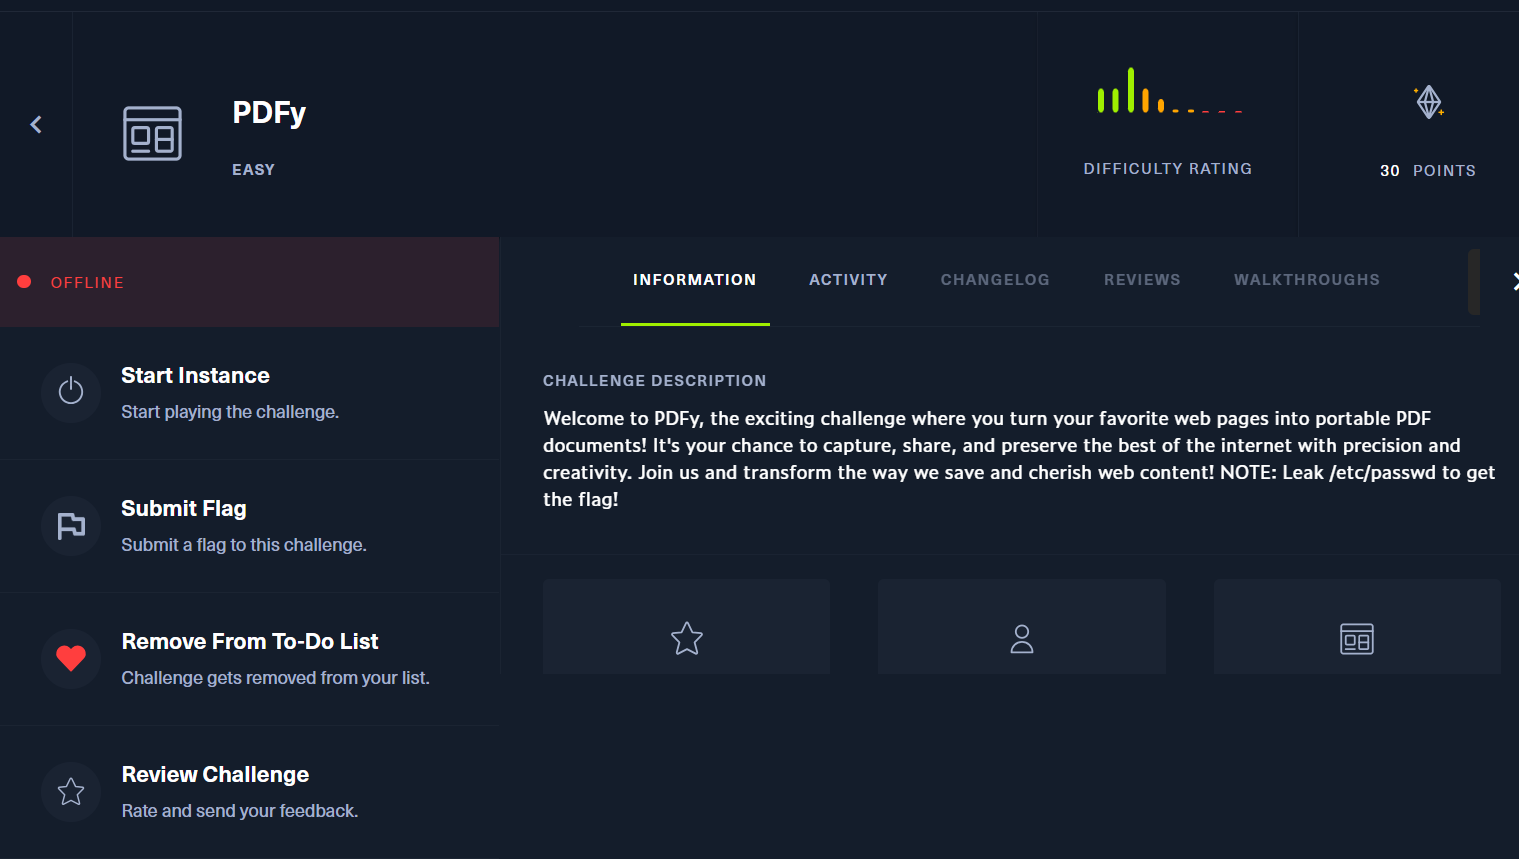 PDFy
EASY
DIFFICULTY RATING
30 POINTS
OFFLINE
Start Instance
Start playing the challenge.
Submit Flag
Submit a flag to this challenge.
Remove From To-Do List
Challenge gets removed from your list.
Review Challenge
Rate and send your feedback.
INFORMATION ACTIVITY CHANGELOG REVIEWS WALKTHROUGHS
CHALLENGE DESCRIPTION
Welcome to PDFy, the exciting challenge where you turn your favorite web pages into portable PDF
documents! It's your chance to capture, share, and preserve the best of the internet with precision and
creativity. Join us and transform the way we save and cherish web content! NOTE: Leak /etc/passwd to get
the flag!